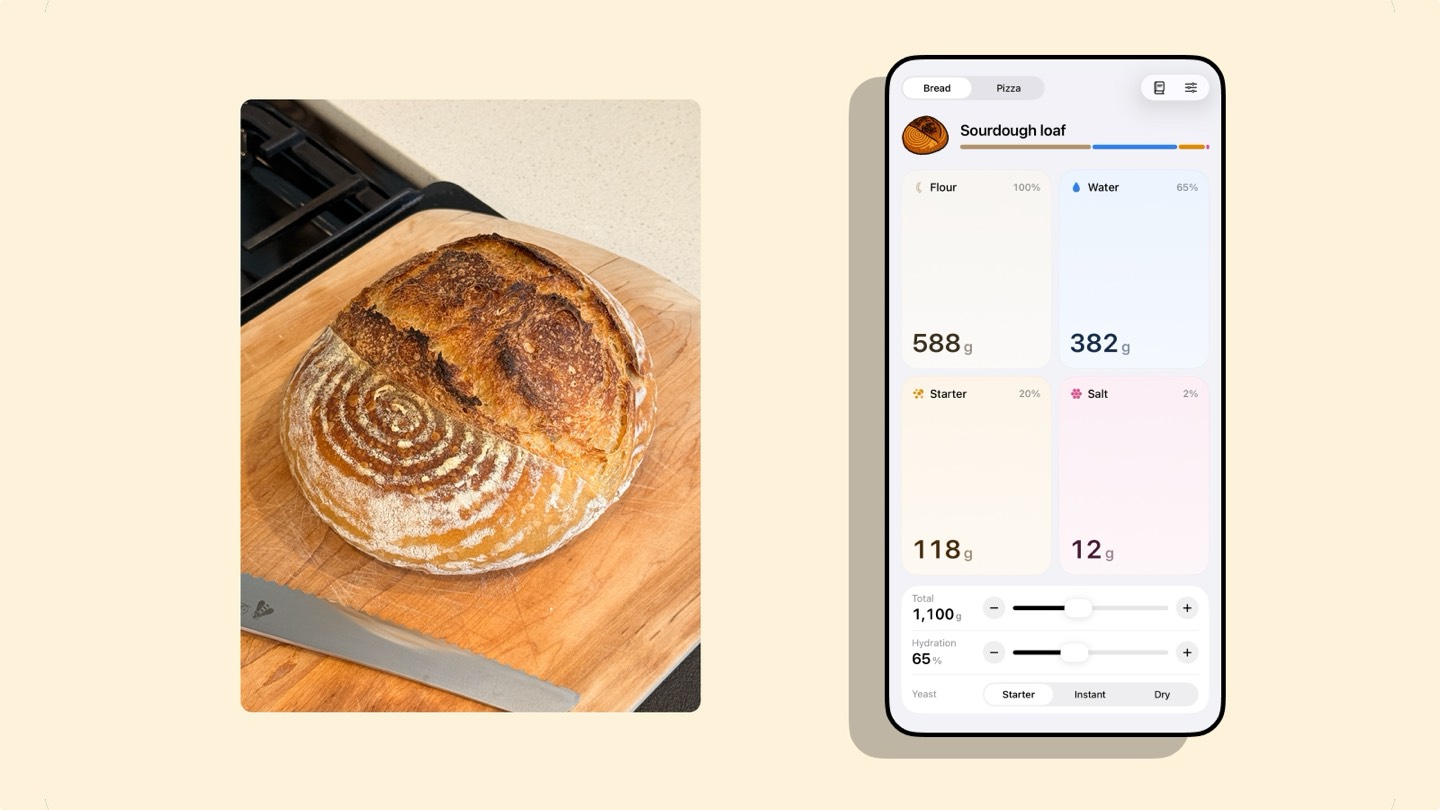 Bread Pizza
Sourdough loaf
Flour 100% Water 65%
588 g 382 g
Starter 20% Salt 2%
118 g 12 g
Total
1,100 g
Hydration
65 %
Yeast Starter Instant Dry